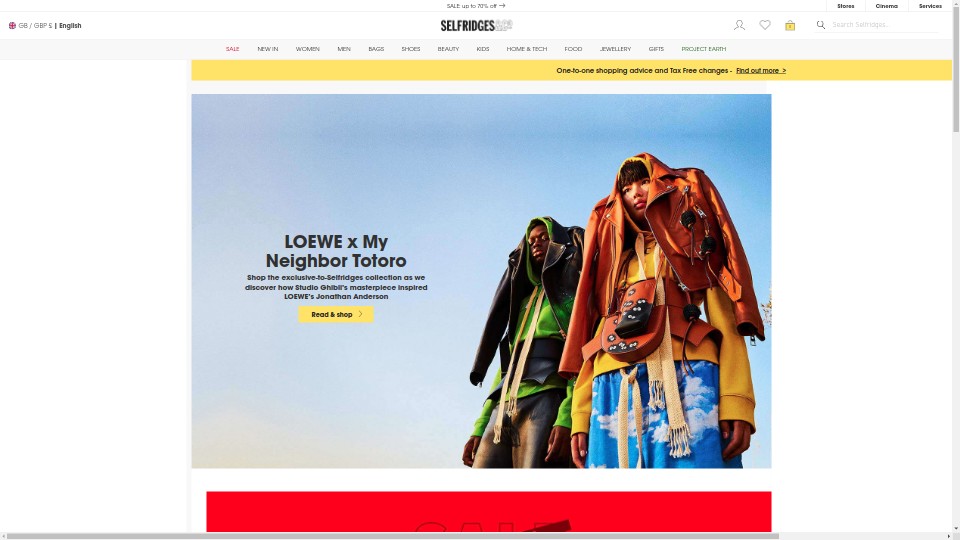 SALE up to 70% off →
Stores
Cinema
Services
GB / GBP £ | English
SELFRIDGES&CO
Search Selfridges...
SALE
NEW IN
WOMEN
MEN
BAGS
SHOES
BEAUTY
KIDS
HOME & TECH
FOOD
JEWELLERY
GIFTS
PROJECT EARTH
One-to-one shopping advice and Tax Free changes - Find out more >
LOEWE x My
Neighbor Totoro
Shop the exclusive-to-Selfridges collection as we
discover how Studio Ghibli's masterpiece inspired
LOEWE's Jonathan Anderson
Read & shop >
SALE